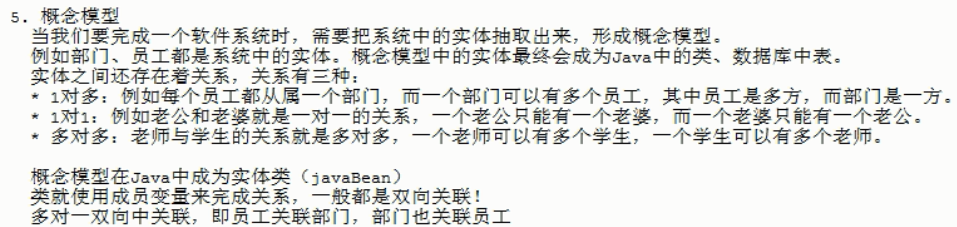 5. 概念模型
当我们要完成一个软件系统时，需要把系统中的实体抽取出来，形成概念模型。
例如部门、员工都是系统中的实体。概念模型中的实体最终会成为Java中的类、数据库中表。
实体之间还存在着关系，关系有三种：
* 1对多：例如每个员工都从属一个部门，而一个部门可以有多个员工，其中员工是多方，而部门是一方。
* 1对1：例如老公和老婆就是一对一的关系，一个老公只能有一个老婆，而一个老婆只能有一个老公。
* 多对多：老师与学生的关系就是多对多，一个老师可以有多个学生，一个学生可以有多个老师。
概念模型在Java中成为实体类（javaBean）
类就使用成员变量来完成关系，一般都是双向关联！
多对一双向中关联，即员工关联部门，部门也关联员工